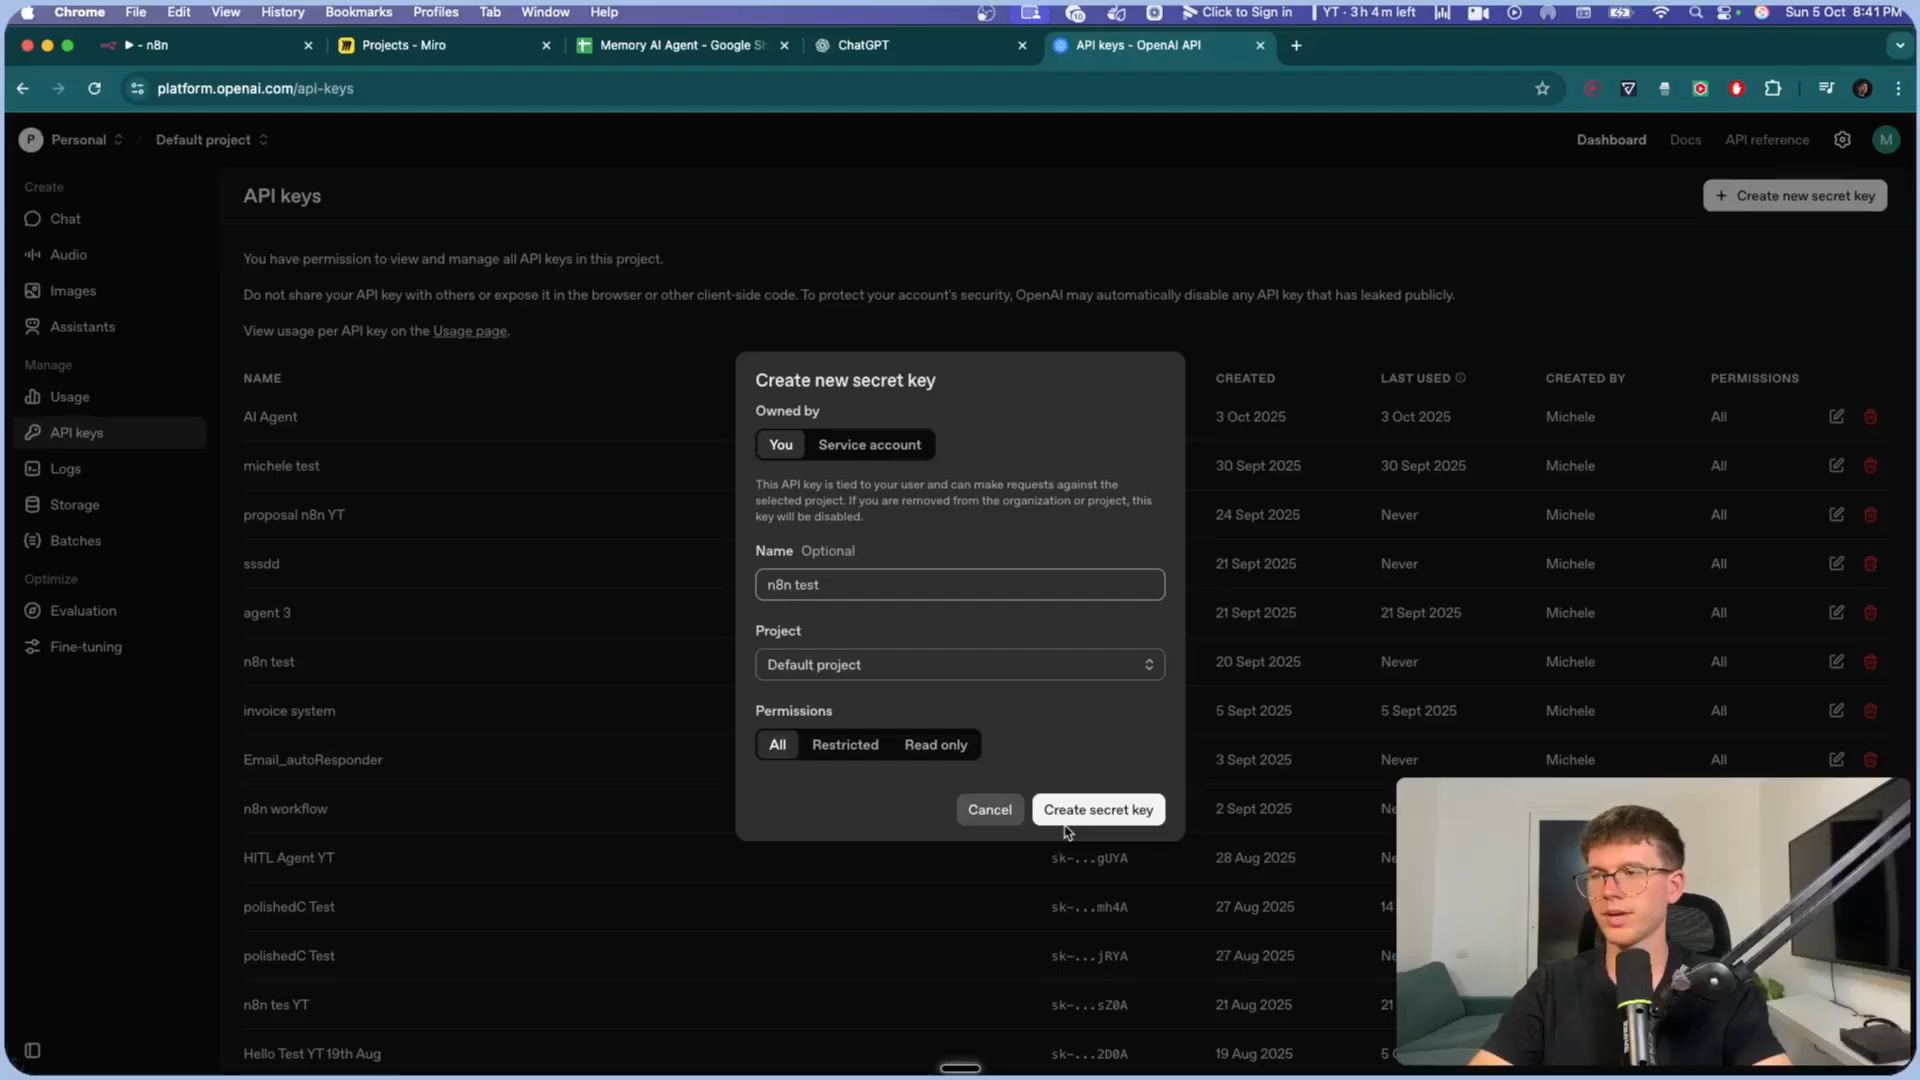 Chrome File Edit View History Bookmarks Profiles Tab Window Help
10 Click to Sign in YT - 3 h 4 m left Sun 5 Oct 8:41 PM
- n8n
Projects - Miro
Memory AI Agent - Google Sh
ChatGPT
API keys - OpenAI API
platform.openai.com/api-keys
P Personal / Default project
Dashboard Docs API reference M
Create
Chat
Audio
Images
Assistants
Manage
Usage
API keys
Logs
Storage
Batches
Optimize
Evaluation
Fine-tuning
API keys
+ Create new secret key
You have permission to view and manage all API keys in this project.
Do not share your API key with others or expose it in the browser or other client-side code. To protect your account's security, OpenAI may automatically disable any API key that has leaked publicly.
View usage per API key on the Usage page.
NAME CREATED LAST USED CREATED BY PERMISSIONS
AI Agent 3 Oct 2025 3 Oct 2025 Michele All
michele test 30 Sept 2025 30 Sept 2025 Michele All
proposal n8n YT 24 Sept 2025 Never Michele All
sssdd 21 Sept 2025 Never Michele All
agent 3 21 Sept 2025 21 Sept 2025 Michele All
n8n test 20 Sept 2025 Never Michele All
invoice system 5 Sept 2025 5 Sept 2025 Michele All
Email_autoResponder 3 Sept 2025 Never Michele All
n8n workflow 2 Sept 2025 Ne
HITL Agent YT sk-...gUYA 28 Aug 2025 Ne
polishedC Test sk-...mh4A 27 Aug 2025 14
polishedC Test sk-...jRYA 27 Aug 2025 Ne
n8n tes YT sk-...sZ0A 21 Aug 2025 21
Hello Test YT 19th Aug sk-...2D0A 19 Aug 2025
Create new secret key
Owned by
You Service account
This API key is tied to your user and can make requests against the
selected project. If you are removed from the organization or project, this
key will be disabled.
Name Optional
n8n test
Project
Default project
Permissions
All Restricted Read only
Cancel Create secret key